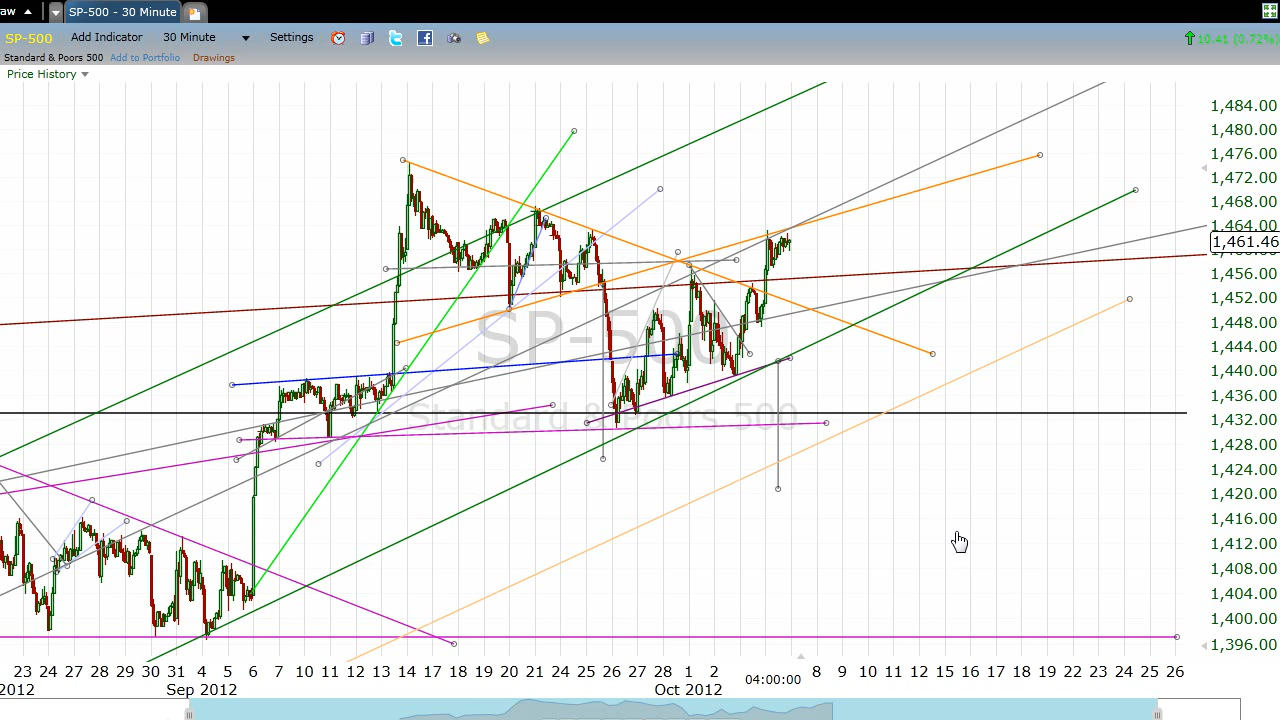 aw SP-500 - 30 Minute
SP-500 Add Indicator 30 Minute Settings 10.41 (0.72%)
Standard & Poors 500 Add to Portfolio Drawings
Price History
1,484.00
1,480.00
1,476.00
1,472.00
1,468.00
1,464.00
1,461.46
1,456.00
1,452.00
1,448.00
1,444.00
1,440.00
1,436.00
1,432.00
1,428.00
1,424.00
1,420.00
1,416.00
1,412.00
1,408.00
1,404.00
1,400.00
1,396.00
SP-500
Standard & Poors 500
23 24 27 28 29 30 31 4 5 6 7 10 11 12 13 14 17 18 19 20 21 24 25 26 27 28 1 2 04:00:00 8 9 10 11 12 15 16 17 18 19 22 23 24 25 26
2012 Sep 2012 Oct 2012